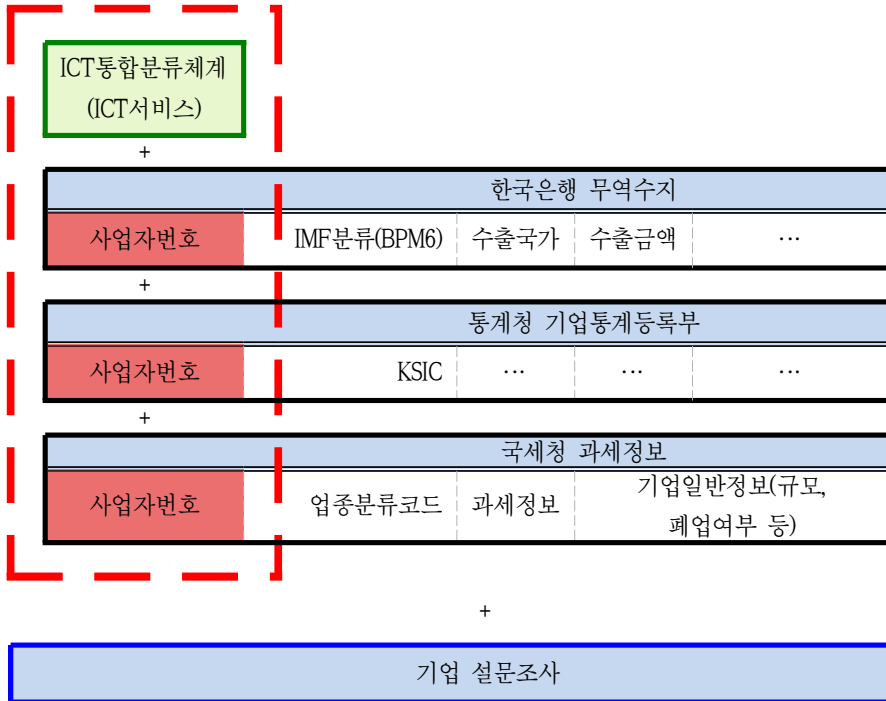 ICT통합분류체계
(ICT서비스)
+
한국은행 무역수지
사업자번호 IMF분류(BPM6) 수출국가 수출금액 …
+
통계청 기업통계등록부
사업자번호 KSIC … … …
+
국세청 과세정보
사업자번호 업종분류코드 과세정보 기업일반정보(규모,
폐업여부 등)
+
기업 설문조사